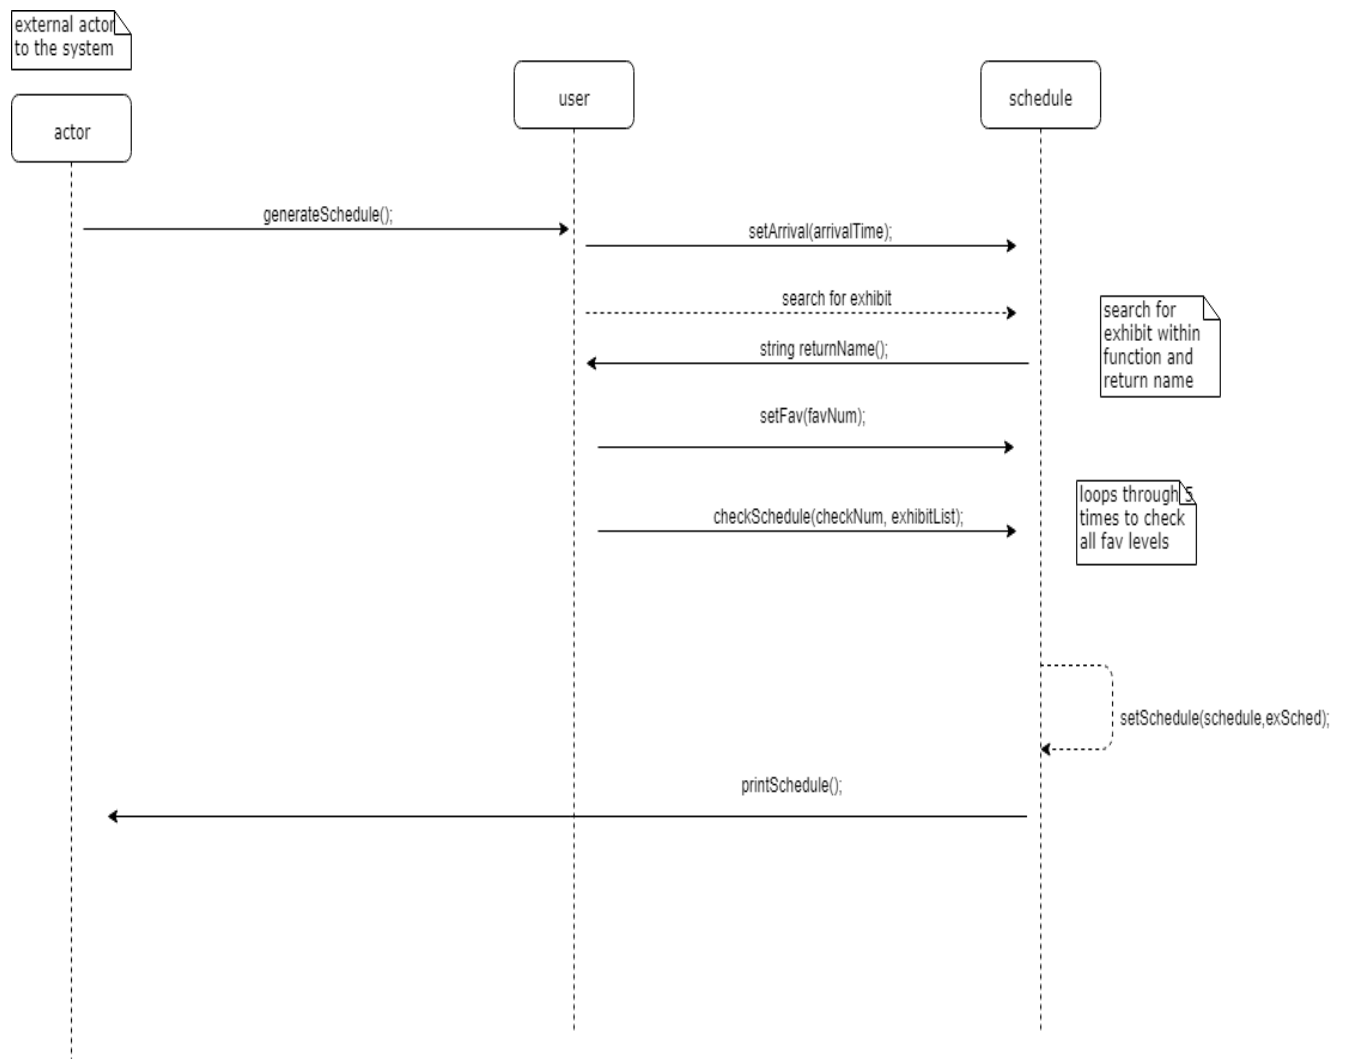 external actor
to the system
actor
user
schedule
generateSchedule();
setArrival(arrivalTime);
search for exhibit
search for
exhibit within
function and
return name
string returnName();
setFav(favNum);
loops through 5
times to check
all fav levels
checkSchedule(checkNum, exhibitList);
setSchedule(schedule,exSched);
printSchedule();